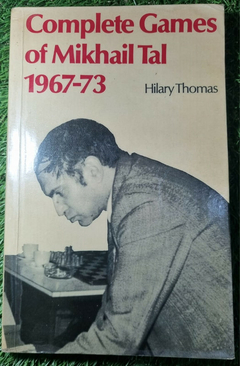 Complete Games
of Mikhail Tal
1967-73
Hilary Thomas